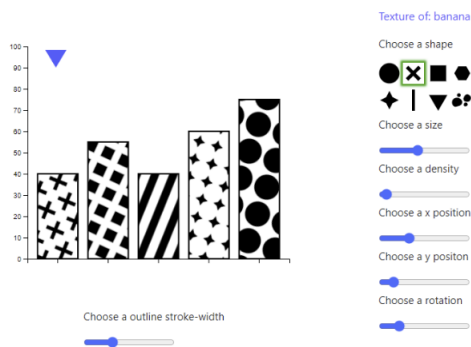 Texture of: banana
Choose a shape
100
90
80
70
60
50
40
30
20
10
0
Choose a size
Choose a density
Choose a x position
Choose a y positon
Choose a rotation
Choose a outline stroke-width